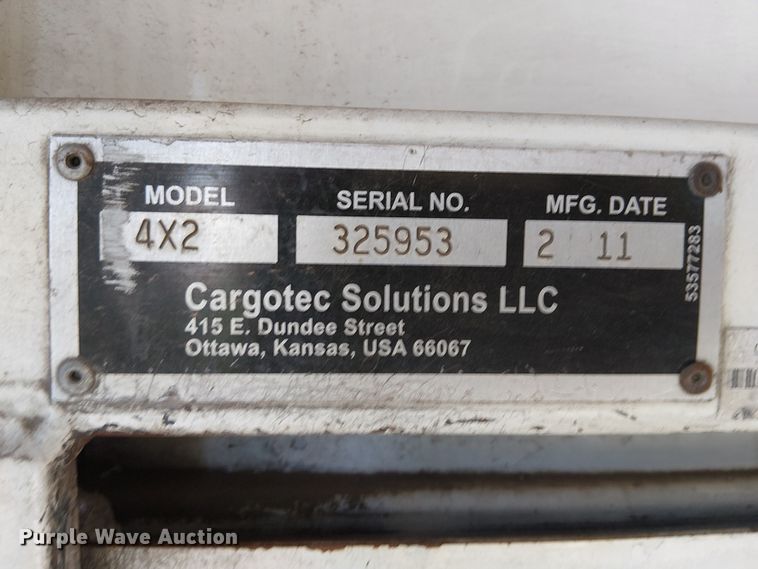 MODEL SERIAL NO. MFG. DATE
4X2 325953 2 11
53577283
Cargotec Solutions LLC
415 E. Dundee Street
Ottawa, Kansas, USA 66067
Purple Wave Auction